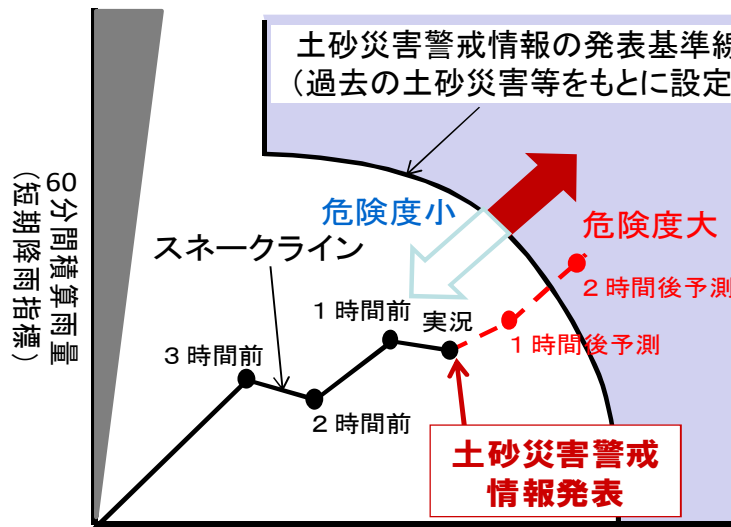 土砂災害警戒情報の発表基準線
（過去の土砂災害等をもとに設定
60分間積算雨量
（短期降雨指標）
危険度小
危険度大
スネークライン
２時間後予測
１時間前
実況
１時間後予測
３時間前
２時間前
土砂災害警戒
情報発表